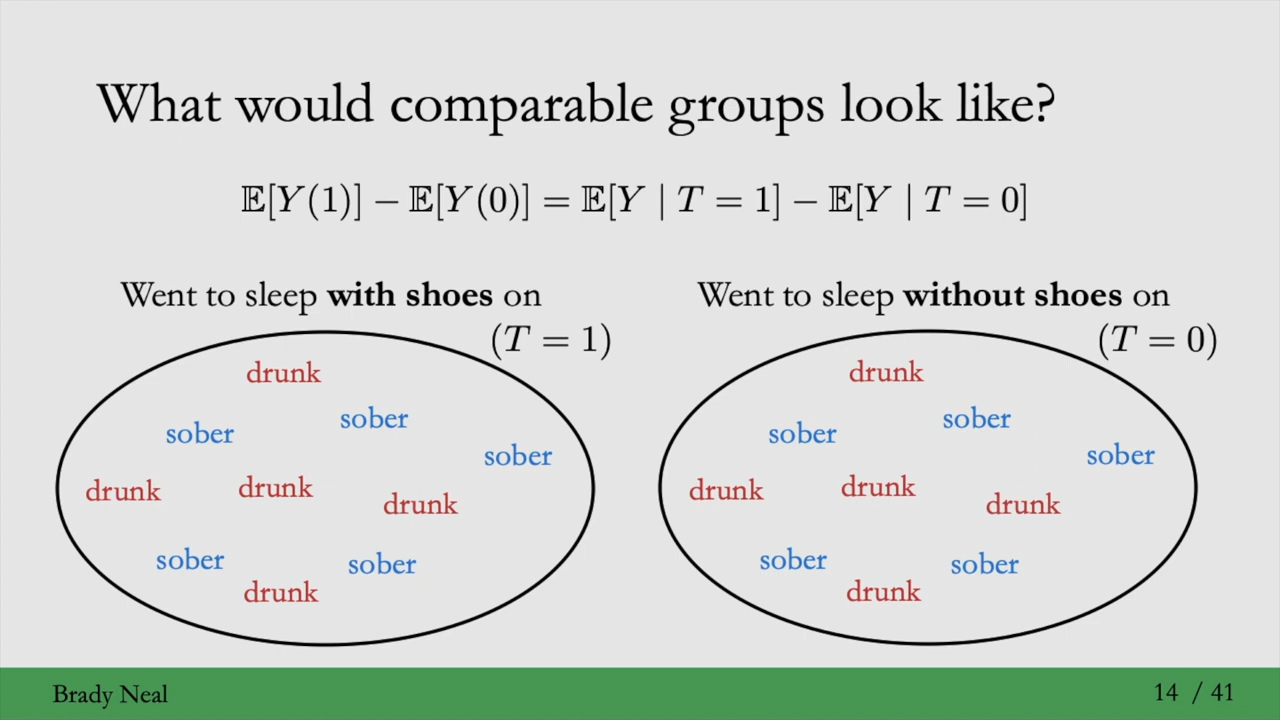 What would comparable groups look like?
𝔼[Y(1)] − 𝔼[Y(0)] = 𝔼[Y | T = 1] − 𝔼[Y | T = 0]
Went to sleep with shoes on
(T = 1)
drunk
sober
sober
sober
drunk
drunk
drunk
sober
sober
drunk
Went to sleep without shoes on
(T = 0)
drunk
sober
sober
sober
drunk
drunk
drunk
sober
sober
drunk
Brady Neal
14 / 41